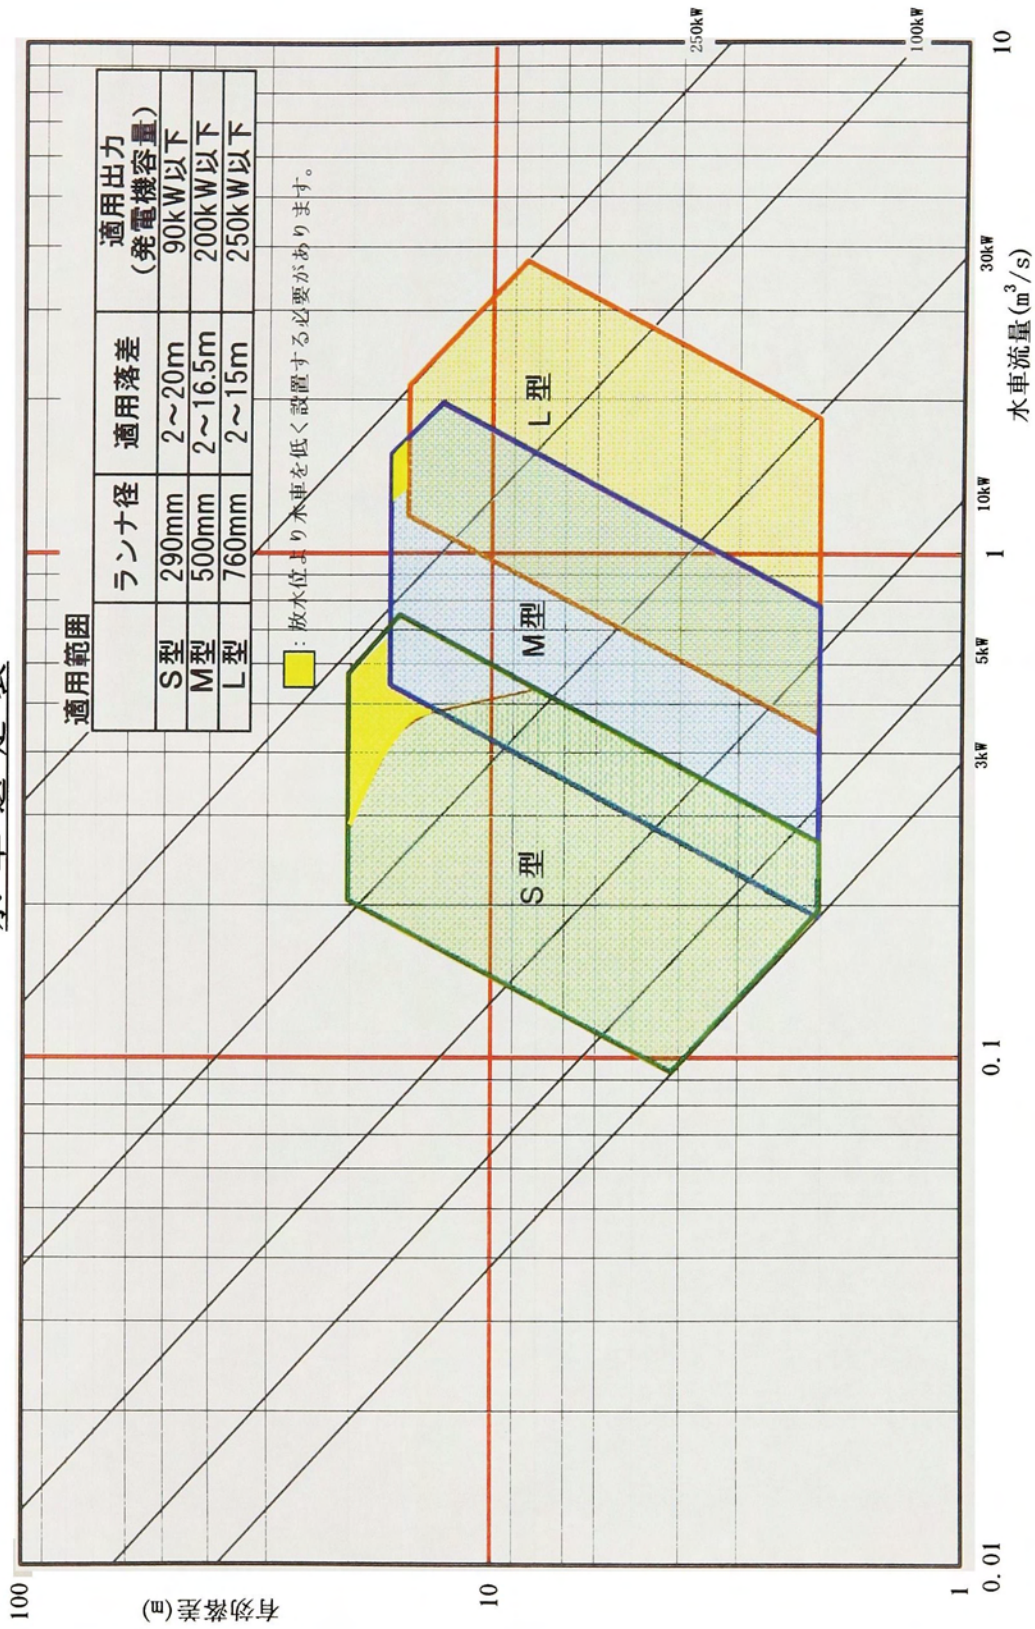 適用範囲
ランナ径 適用落差 適用出力
(発電機容量)
S型 290mm 2～20m 90kW以下
M型 500mm 2～16.5m 200kW以下
L型 760mm 2～15m 250kW以下
：放水位より水車を低く設置する必要があります。
有効落差(m)
100
10
1
S型
M型
L型
250kW
100kW
30kW
10kW
5kW
3kW
0.01
0.1
1
10
水車流量(m³/s)